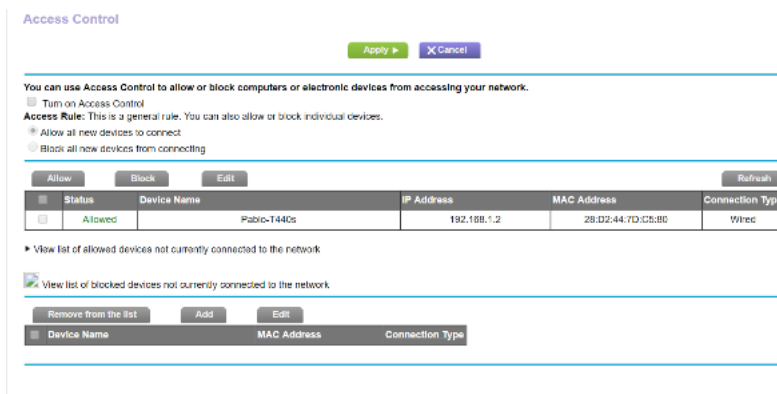 Access Control
Apply ▶ X Cancel
You can use Access Control to allow or block computers or electronic devices from accessing your network.
Turn on Access Control
Access Rule: This is a general rule. You can also allow or block individual devices.
Allow all new devices to connect
Block all new devices from connecting
Allow Block Edit Refresh
Status Device Name IP Address MAC Address Connection Typ
Allowed Pablo-T440s 192.168.1.2 28:D2:44:7D:C5:80 Wired
View list of allowed devices not currently connected to the network
View list of blocked devices not currently connected to the network
Remove from the list Add Edit
Device Name MAC Address Connection Type